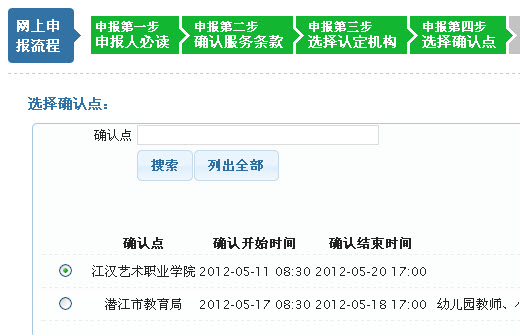 网上申
报流程
申报第一步
申报人必读
申报第二步
确认服务条款
申报第三步
选择认定机构
申报第四步
选择确认点
选择确认点：
确认点
搜索 列出全部
确认点 确认开始时间 确认结束时间
江汉艺术职业学院 2012-05-11 08:30 2012-05-20 17:00
潜江市教育局 2012-05-17 08:30 2012-05-18 17:00 幼儿园教师、